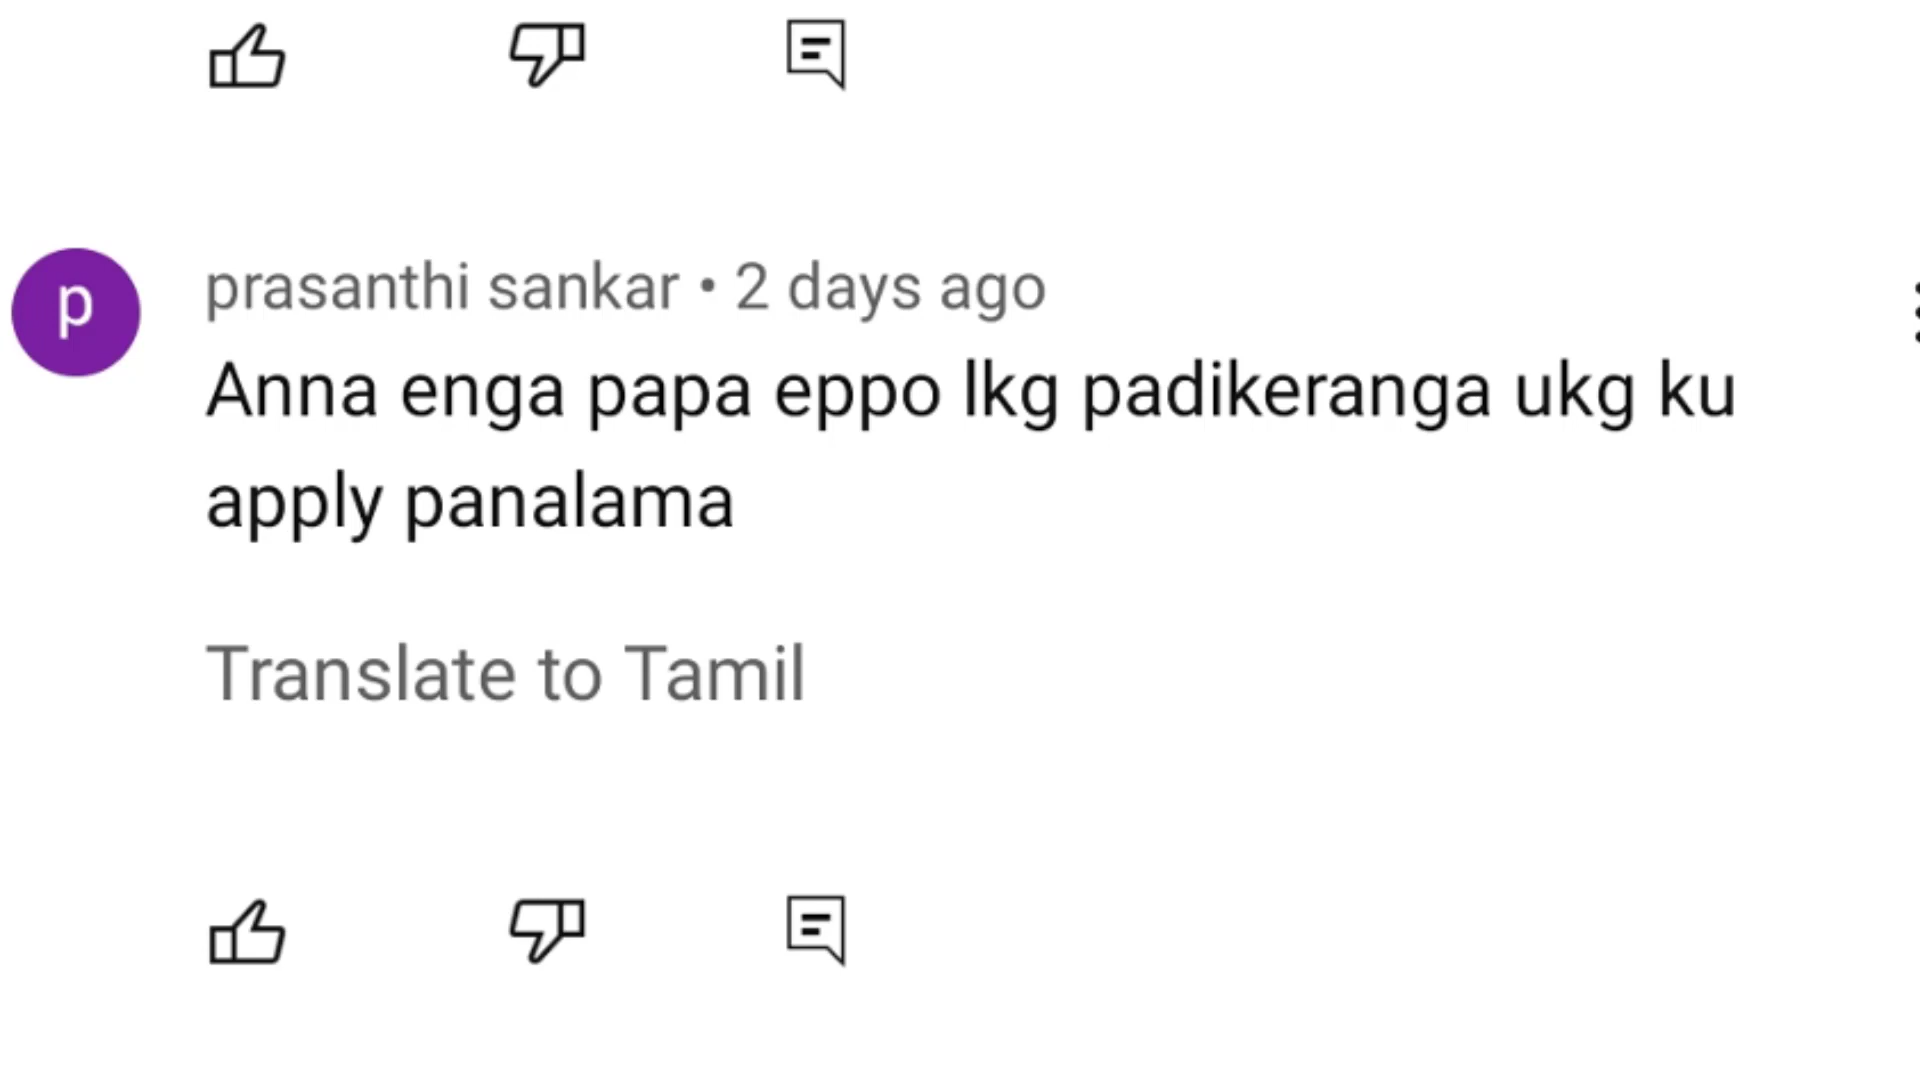 p
prasanthi sankar • 2 days ago
Anna enga papa eppo lkg padikeranga ukg ku
apply panalama
Translate to Tamil